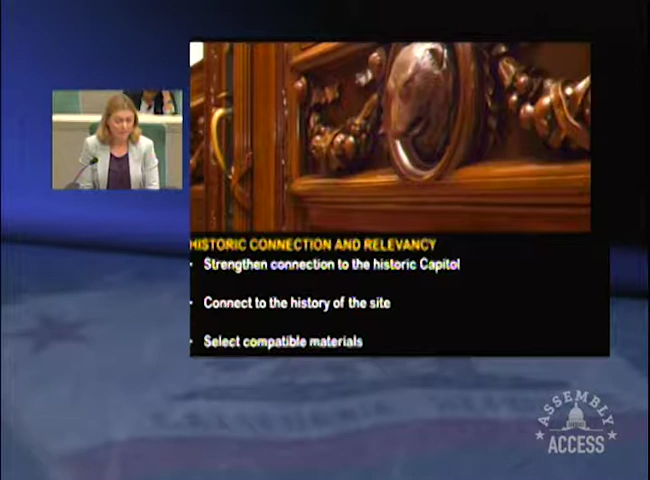 HISTORIC CONNECTION AND RELEVANCY
• Strengthen connection to the historic Capitol
• Connect to the history of the site
• Select compatible materials
ASSEMBLY
ACCESS